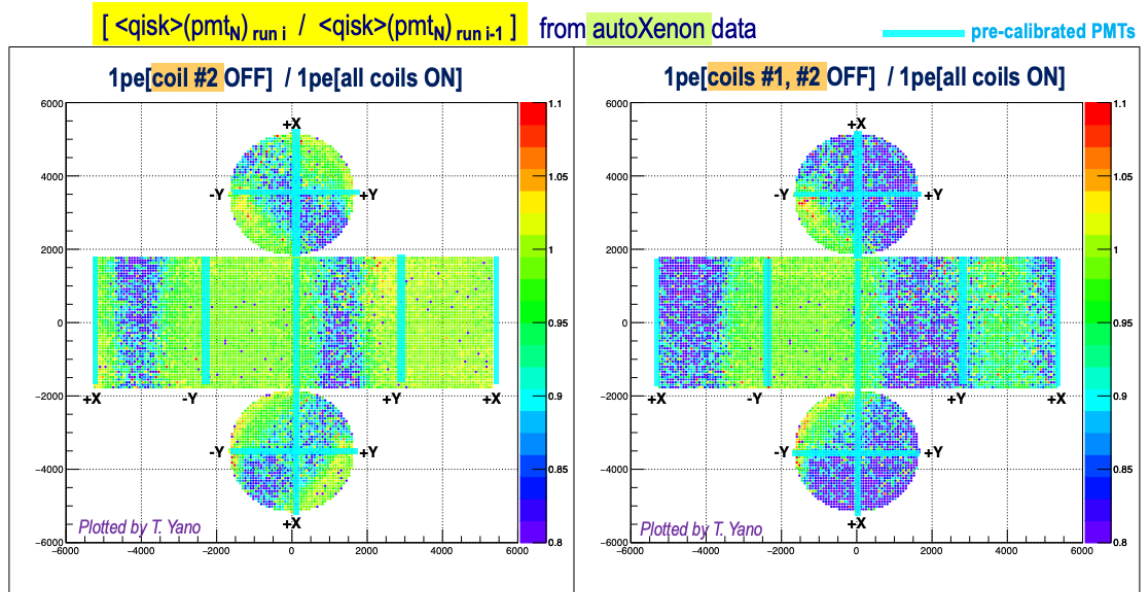 [ <qisk>(pmtN) run i / <qisk>(pmtN) run i-1 ] from autoXenon data
pre-calibrated PMTs
1pe[coil #2 OFF] / 1pe[all coils ON]
6000
4000
2000
0
−2000
−4000
−6000
−6000 −4000 −2000 0 2000 4000 6000
1.1
1.05
1
0.95
0.9
0.85
0.8
+X
-Y +Y
+X -Y +Y +X
-Y +Y
+X
Plotted by T. Yano
1pe[coils #1, #2 OFF] / 1pe[all coils ON]
6000
4000
2000
0
−2000
−4000
−6000
−6000 −4000 −2000 0 2000 4000 6000
1.1
1.05
1
0.95
0.9
0.85
0.8
+X
-Y +Y
+X -Y +Y +X
-Y +Y
+X
Plotted by T. Yano